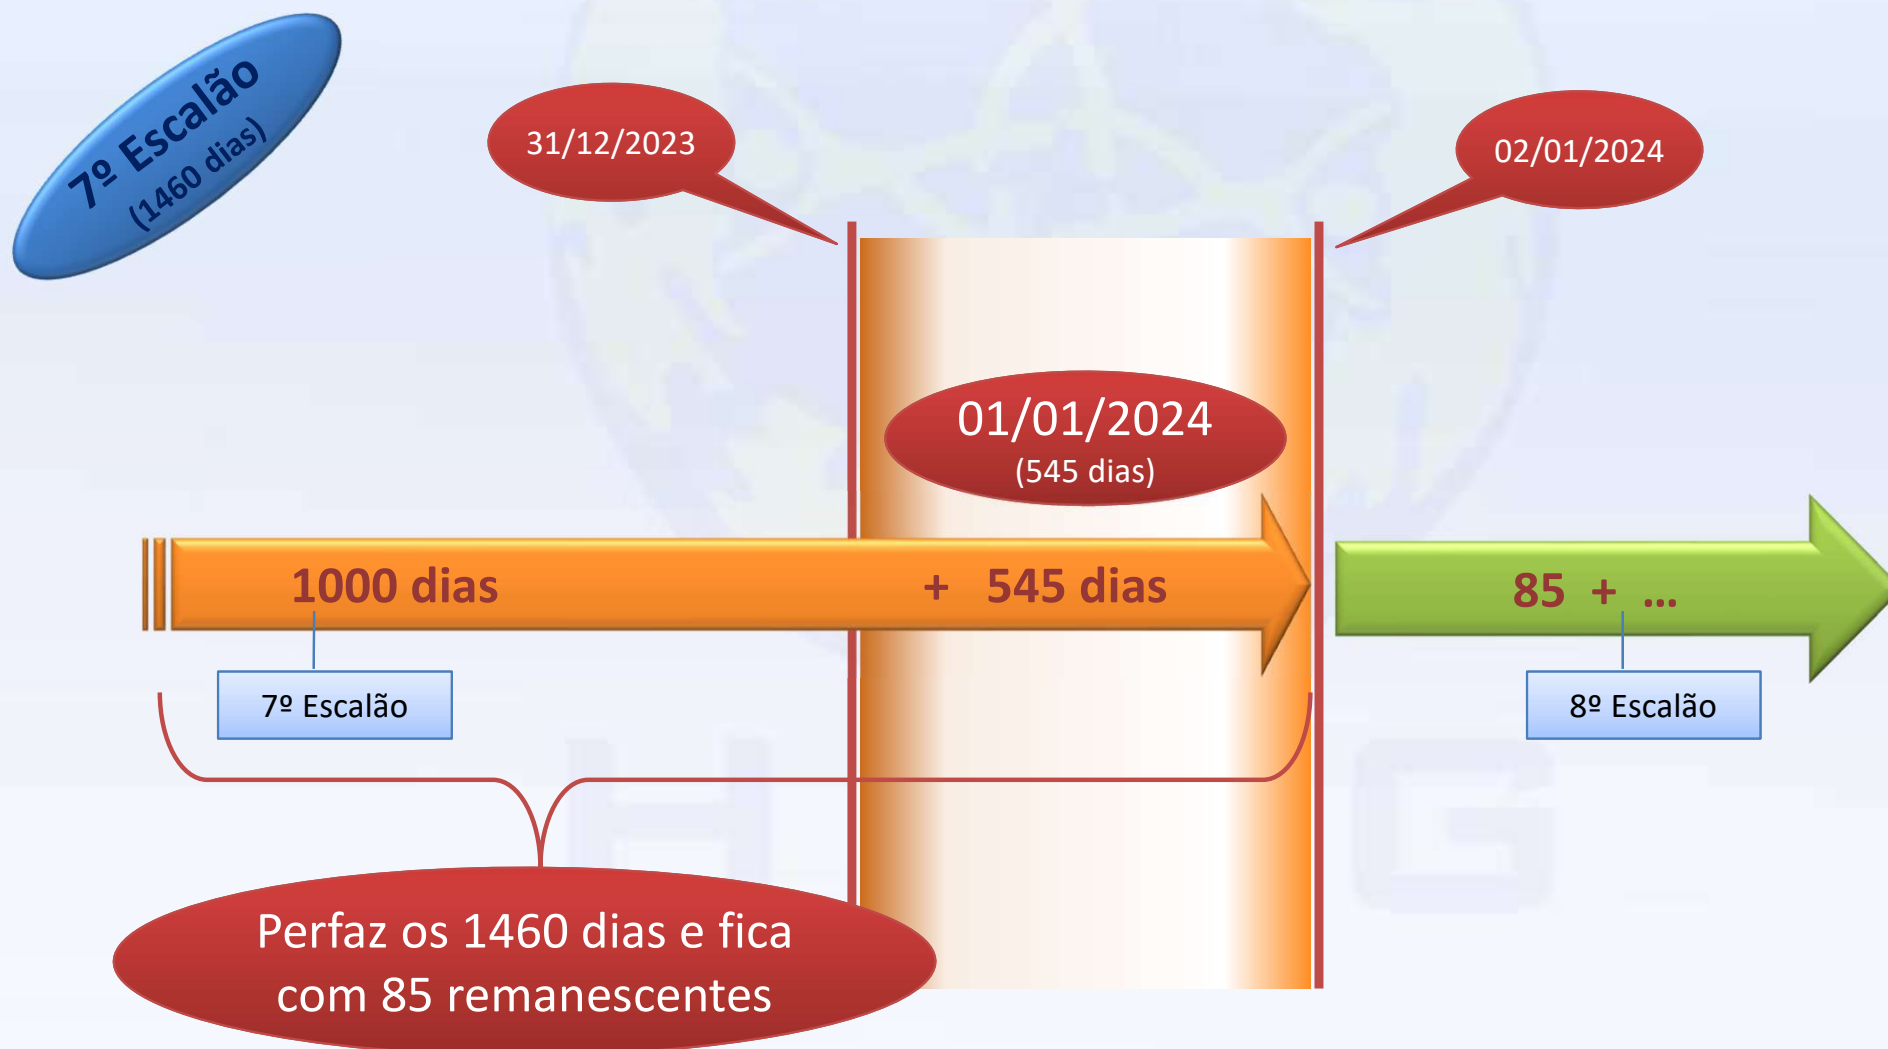 7º Escalão
(1460 dias)
31/12/2023
02/01/2024
01/01/2024
(545 dias)
1000 dias + 545 dias
85 + ...
7º Escalão
8º Escalão
H G
Perfaz os 1460 dias e fica
com 85 remanescentes